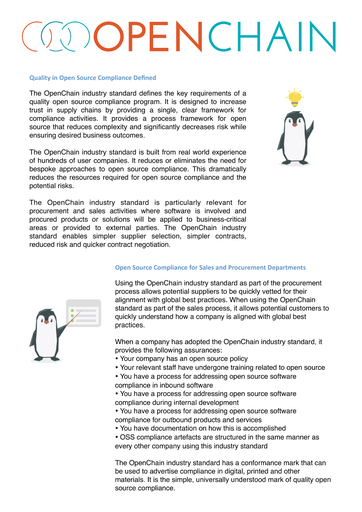 OPENCHAIN
Quality in Open Source Compliance Defined
The OpenChain industry standard defines the key requirements of a
quality open source compliance program. It is designed to increase
trust in supply chains by providing a single, clear framework for
compliance activities. It provides a process framework for open
source that reduces complexity and significantly decreases risk while
ensuring desired business outcomes.
The OpenChain industry standard is built from real world experience
of hundreds of user companies. It reduces or eliminates the need for
bespoke approaches to open source compliance. This dramatically
reduces the resources required for open source compliance and the
potential risks.
The OpenChain industry standard is particularly relevant for
procurement and sales activities where software is involved and
procured products or solutions will be applied to business-critical
areas or provided to external parties. The OpenChain industry
standard enables simpler supplier selection, simpler contracts,
reduced risk and quicker contract negotiation.
Open Source Compliance for Sales and Procurement Departments
Using the OpenChain industry standard as part of the procurement
process allows potential suppliers to be quickly vetted for their
alignment with global best practices. When using the OpenChain
standard as part of the sales process, it allows potential customers to
quickly understand how a company is aligned with global best
practices.
When a company has adopted the OpenChain industry standard, it
provides the following assurances:
• Your company has an open source policy
• Your relevant staff have undergone training related to open source
• You have a process for addressing open source software
compliance in inbound software
• You have a process for addressing open source software
compliance during internal development
• You have a process for addressing open source software
compliance for outbound products and services
• You have documentation on how this is accomplished
• OSS compliance artefacts are structured in the same manner as
every other company using this industry standard
The OpenChain industry standard has a conformance mark that can
be used to advertise compliance in digital, printed and other
materials. It is the simple, universally understood mark of quality open
source compliance.